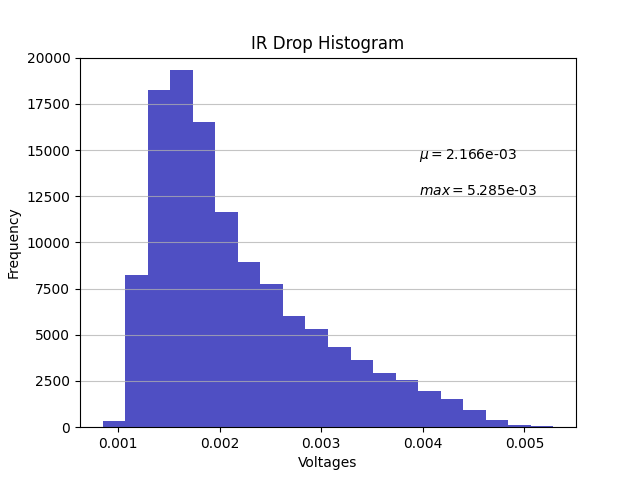 IR Drop Histogram
20000
17500
15000
12500
10000
7500
5000
2500
0
Frequency
μ = 2.166e-03
max = 5.285e-03
0.001 0.002 0.003 0.004 0.005
Voltages